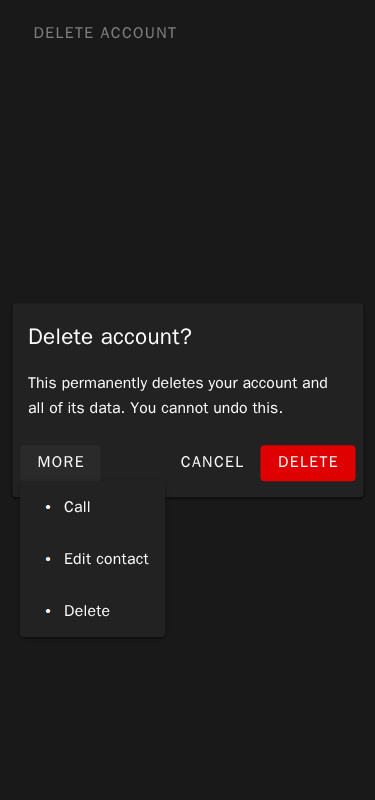 DELETE ACCOUNT
Delete account?
This permanently deletes your account and
all of its data. You cannot undo this.
MORE CANCEL DELETE
• Call
• Edit contact
• Delete